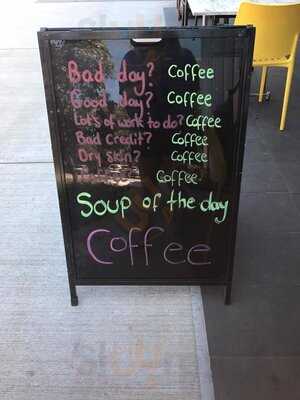 Bad day? Coffee
Good day? Coffee
Lot's of work to do? Coffee
Bad Credit? Coffee
Dry Skin? Coffee
Coffee
Soup of the day
Coffee